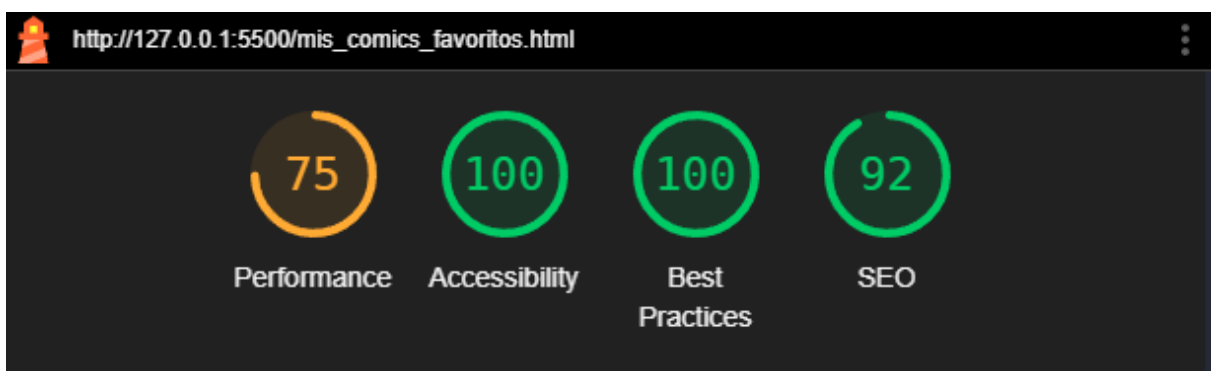 http://127.0.0.1:5500/mis_comics_favoritos.html
75
100
100
92
Performance
Accessibility
Best
Practices
SEO